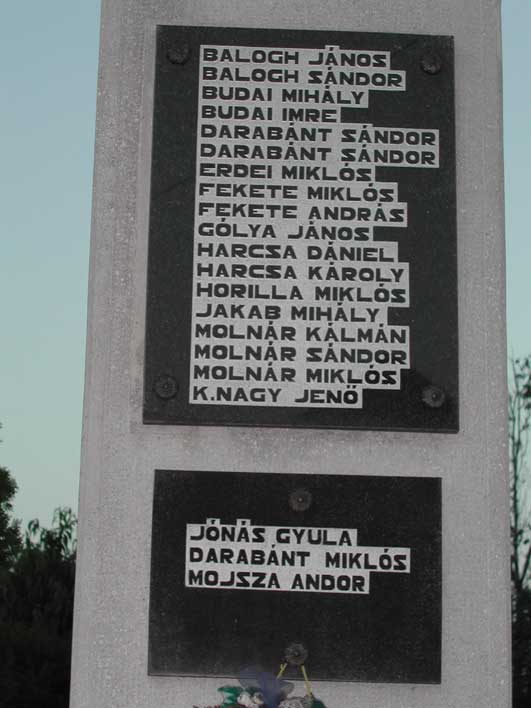 BALOGH JÁNOS
BALOGH SÁNDOR
BUDAI MIHÁLY
BUDAI IMRE
DARABÁNT SÁNDOR
DARABÁNT SÁNDOR
ERDEI MIKLÓS
FEKETE MIKLÓS
FEKETE ANDRÁS
GÓLYA JÁNOS
HARCSA DÁNIEL
HARCSA KÁROLY
HORILLA MIKLÓS
JAKAB MIHÁLY
MOLNÁR KÁLMÁN
MOLNÁR SÁNDOR
MOLNÁR MIKLÓS
K.NAGY JENŐ
JÓNÁS GYULA
DARABÁNT MIKLÓS
MOJSZA ANDOR